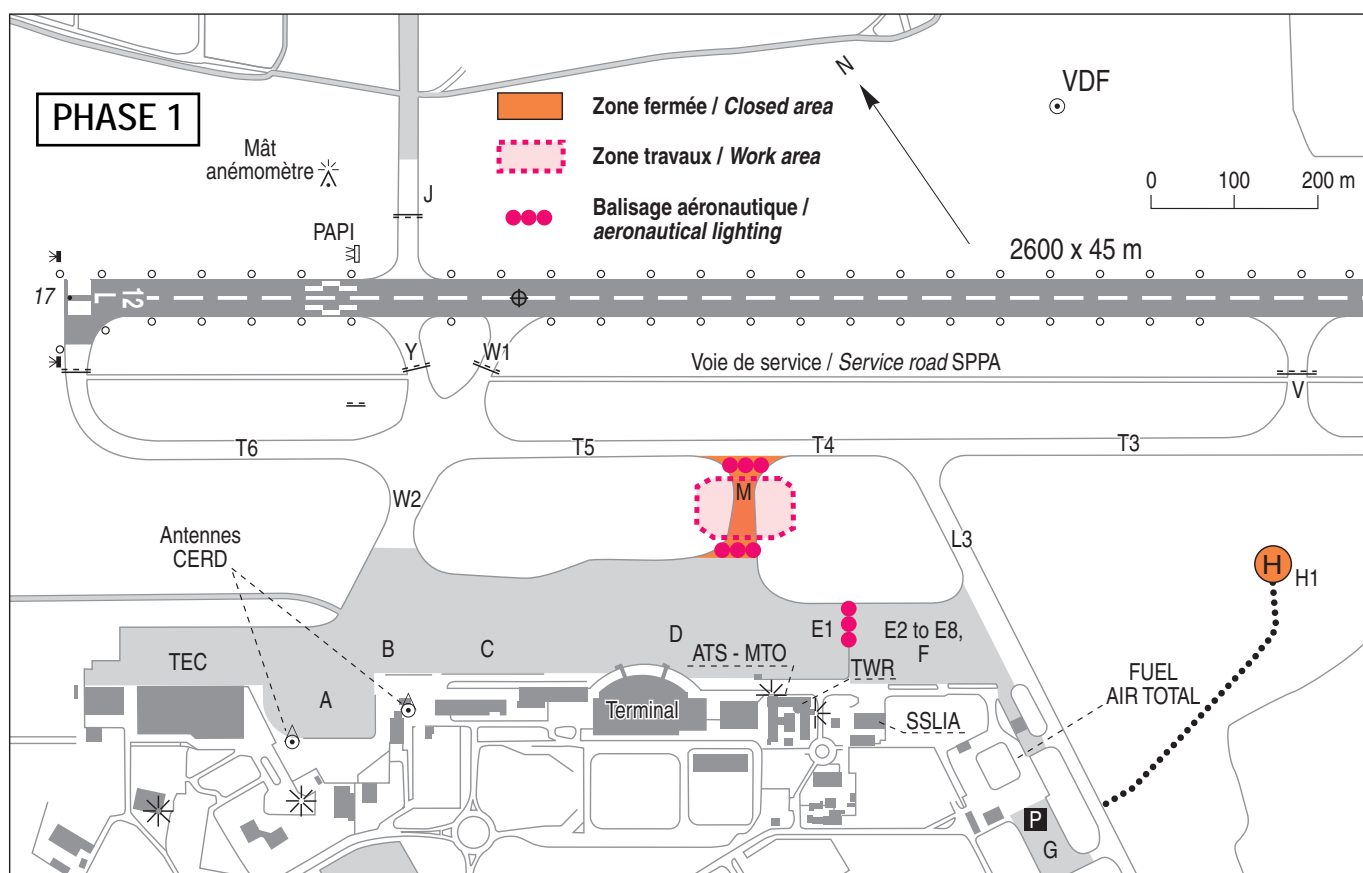 PHASE 1
Mât
anémomètre
PAPI
J
Zone fermée / Closed area
Zone travaux / Work area
Balisage aéronautique /
aeronautical lighting
N
VDF
0 100 200 m
2600 x 45 m
17
L
12
Y
W1
Voie de service / Service road SPPA
V
T6
T5
T4
T3
W2
M
L3
Antennes
CERD
H
H1
TEC
A
B
C
D
E1
E2 to E8,
F
ATS - MTO
TWR
Terminal
SSLIA
FUEL
AIR TOTAL
P
G